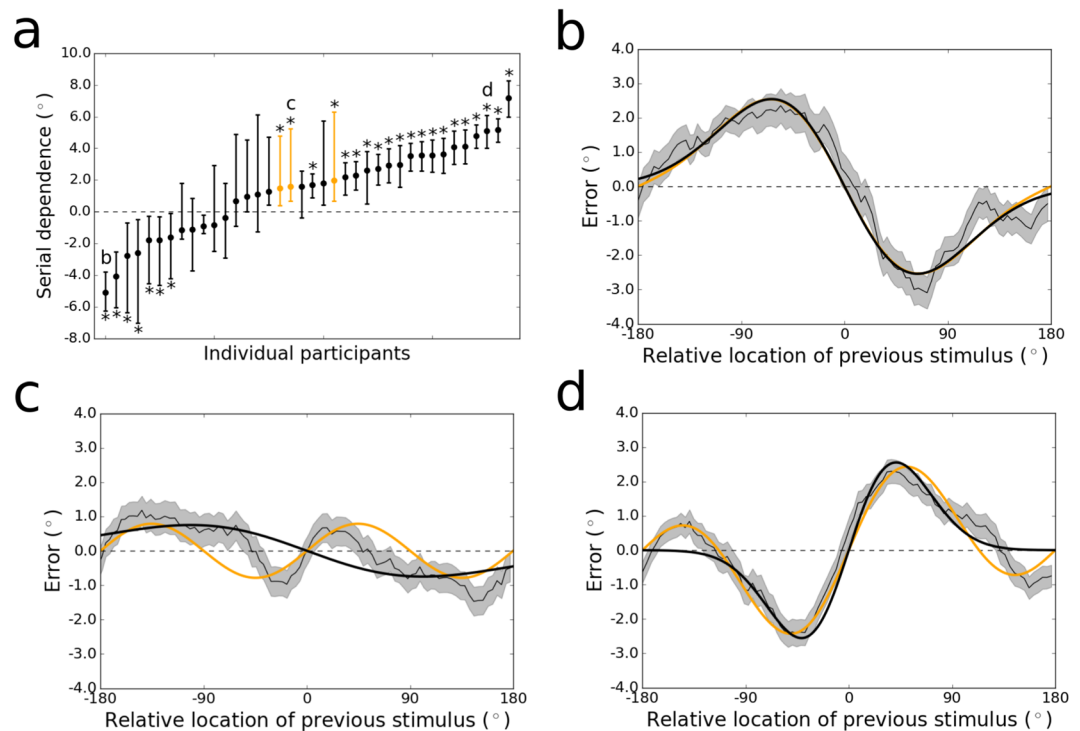 a
10.0
8.0
6.0
4.0
2.0
0.0
-2.0
-4.0
-6.0
-8.0
Serial dependence (°)
b
c
d
* * * * * * * * * * * * * * * * * * * * * * * * * *
Individual participants
b
4.0
3.0
2.0
1.0
0.0
-1.0
-2.0
-3.0
-4.0
Error (°)
-180 -90 0 90 180
Relative location of previous stimulus (°)
c
4.0
3.0
2.0
1.0
0.0
-1.0
-2.0
-3.0
-4.0
Error (°)
-180 -90 0 90 180
Relative location of previous stimulus (°)
d
4.0
3.0
2.0
1.0
0.0
-1.0
-2.0
-3.0
-4.0
Error (°)
-180 -90 0 90 180
Relative location of previous stimulus (°)